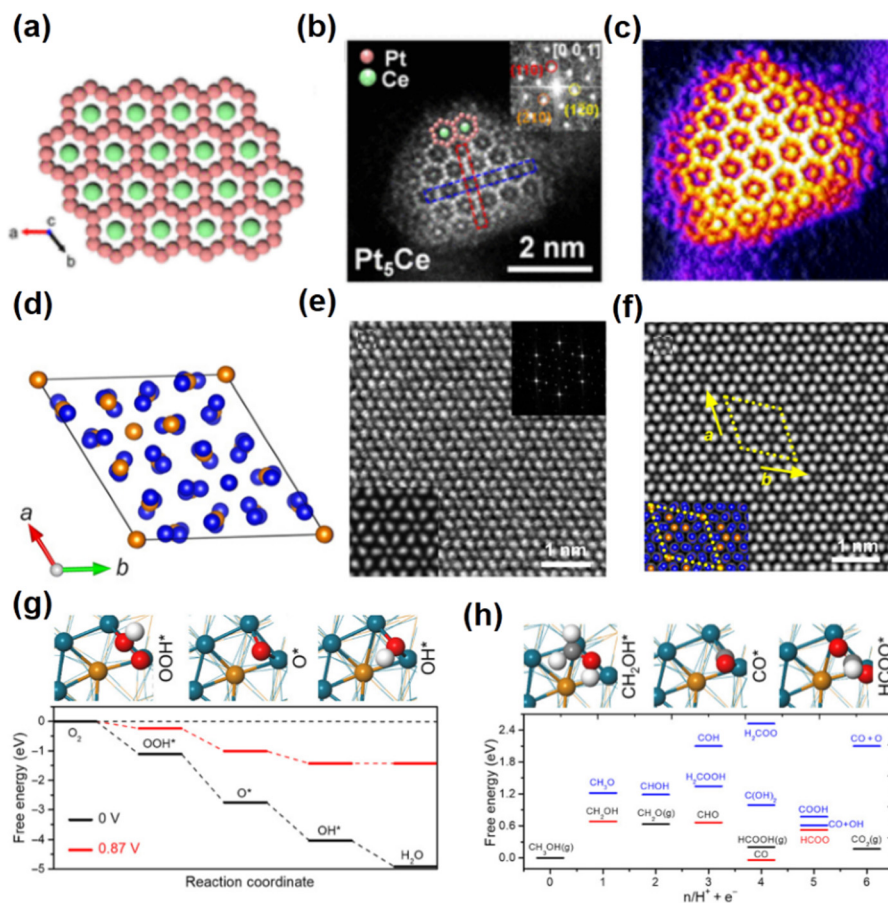 (a)
(b)
(c)
Pt
Ce
[0 0 1]
(110)
(120)
(210)
a
c
b
Pt₅Ce
2 nm
(d)
(e)
(f)
a
b
1 nm
a
b
1 nm
(g)
(h)
OOH*
O*
OH*
CH₂OH*
CO*
HCOO*
Free energy (eV)
0
-1
-2
-3
-4
-5
O₂
OOH*
O*
OH*
H₂O
0 V
0.87 V
Reaction coordinate
Free energy (eV)
2.4
1.8
1.2
0.6
0.0
CH₃OH(g)
CH₃O
CH₂OH
CHOH
CH₂O(g)
COH
H₂COOH
CHO
H₂COO
C(OH)₂
HCOOH(g)
CO
COOH
CO+OH
HCOO
CO + O
CO₂(g)
0 1 2 3 4 5 6
n/H⁺ + e⁻